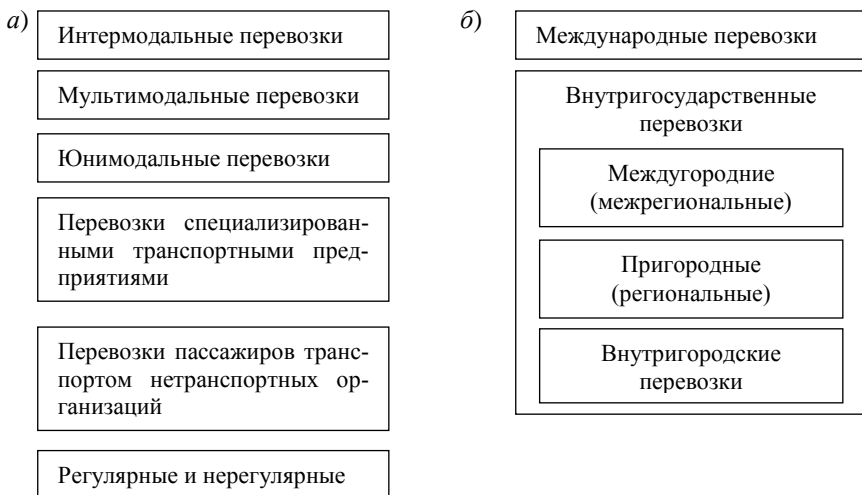 а)
Интермодальные перевозки
Мультимодальные перевозки
Юнимодальные перевозки
Перевозки специализирован-
ными транспортными пред-
приятиями
Перевозки пассажиров транс-
портом нетранспортных ор-
ганизаций
Регулярные и нерегулярные
б)
Международные перевозки
Внутригосударственные
перевозки
Междугородние
(межрегиональные)
Пригородные
(региональные)
Внутригородские
перевозки